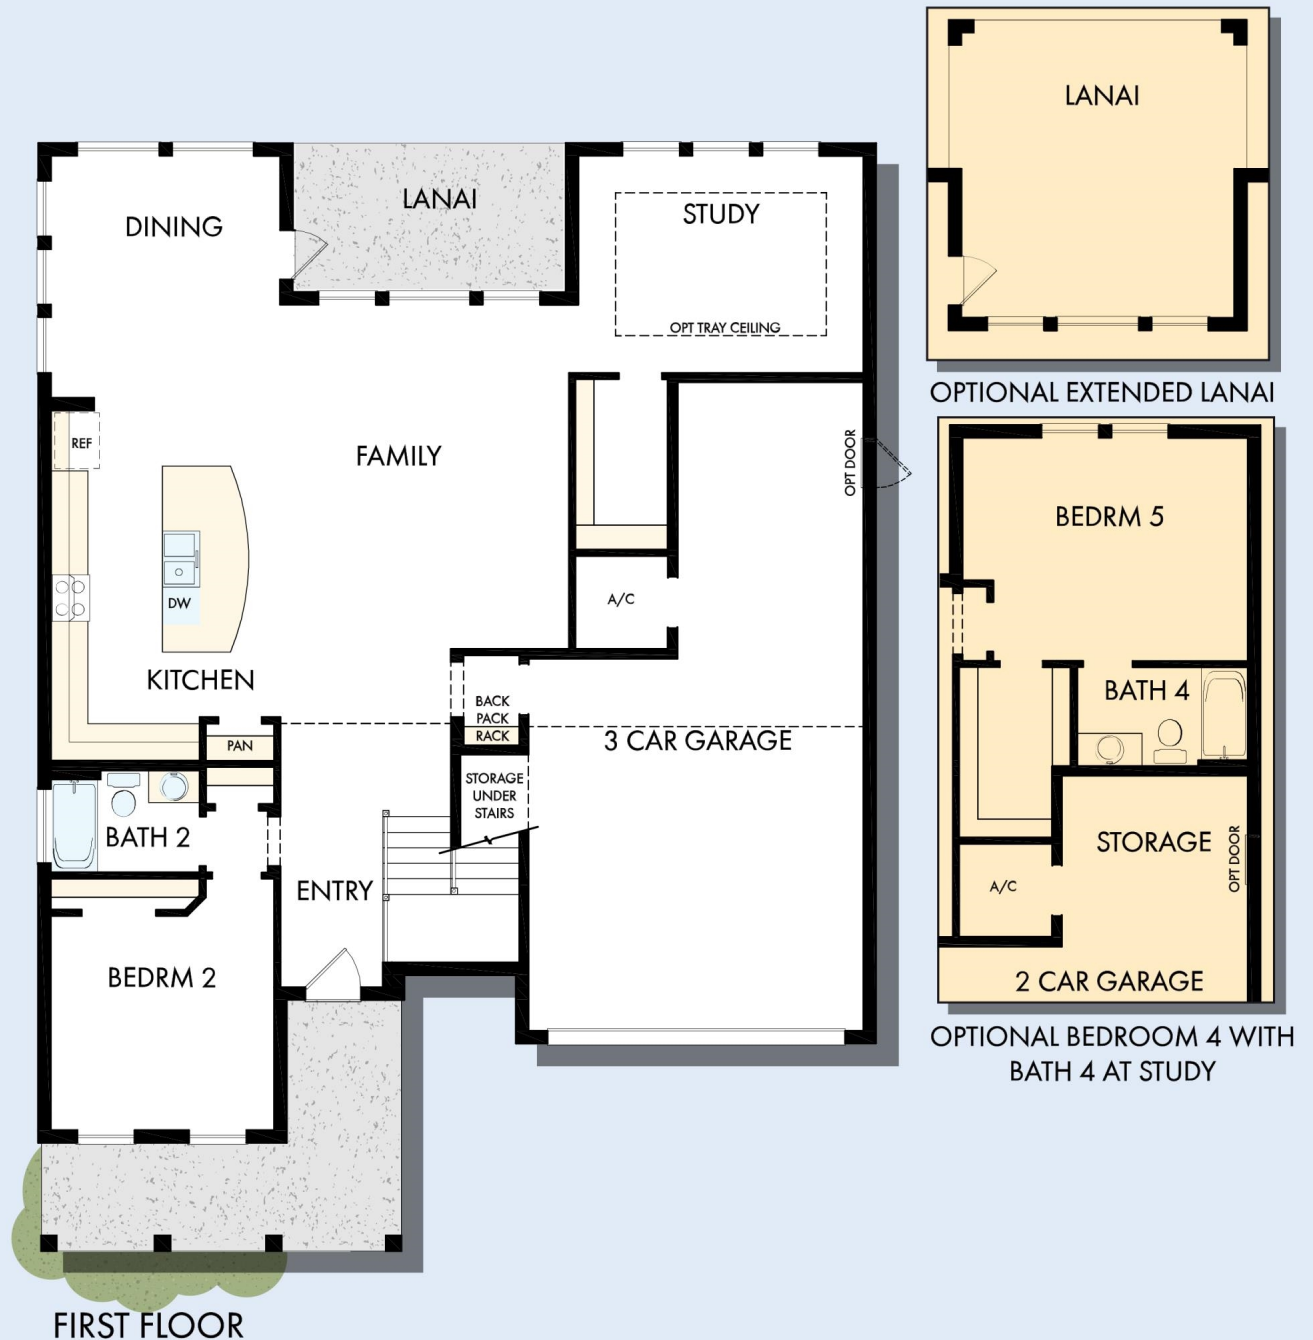 DINING
LANAI
STUDY
OPT TRAY CEILING
REF
FAMILY
OPT DOOR
DW
A/C
KITCHEN
BACK
PACK
RACK
PAN
3 CAR GARAGE
STORAGE
UNDER
STAIRS
BATH 2
ENTRY
BEDRM 2
FIRST FLOOR
LANAI
OPTIONAL EXTENDED LANAI
BEDRM 5
BATH 4
STORAGE
OPT DOOR
A/C
2 CAR GARAGE
OPTIONAL BEDROOM 4 WITH
BATH 4 AT STUDY